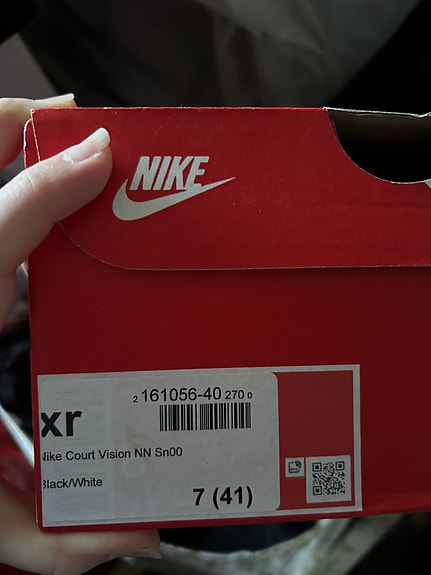 NIKE
2 161056-40 270 0
xr
Nike Court Vision NN Sn00
Black/White
7 (41)